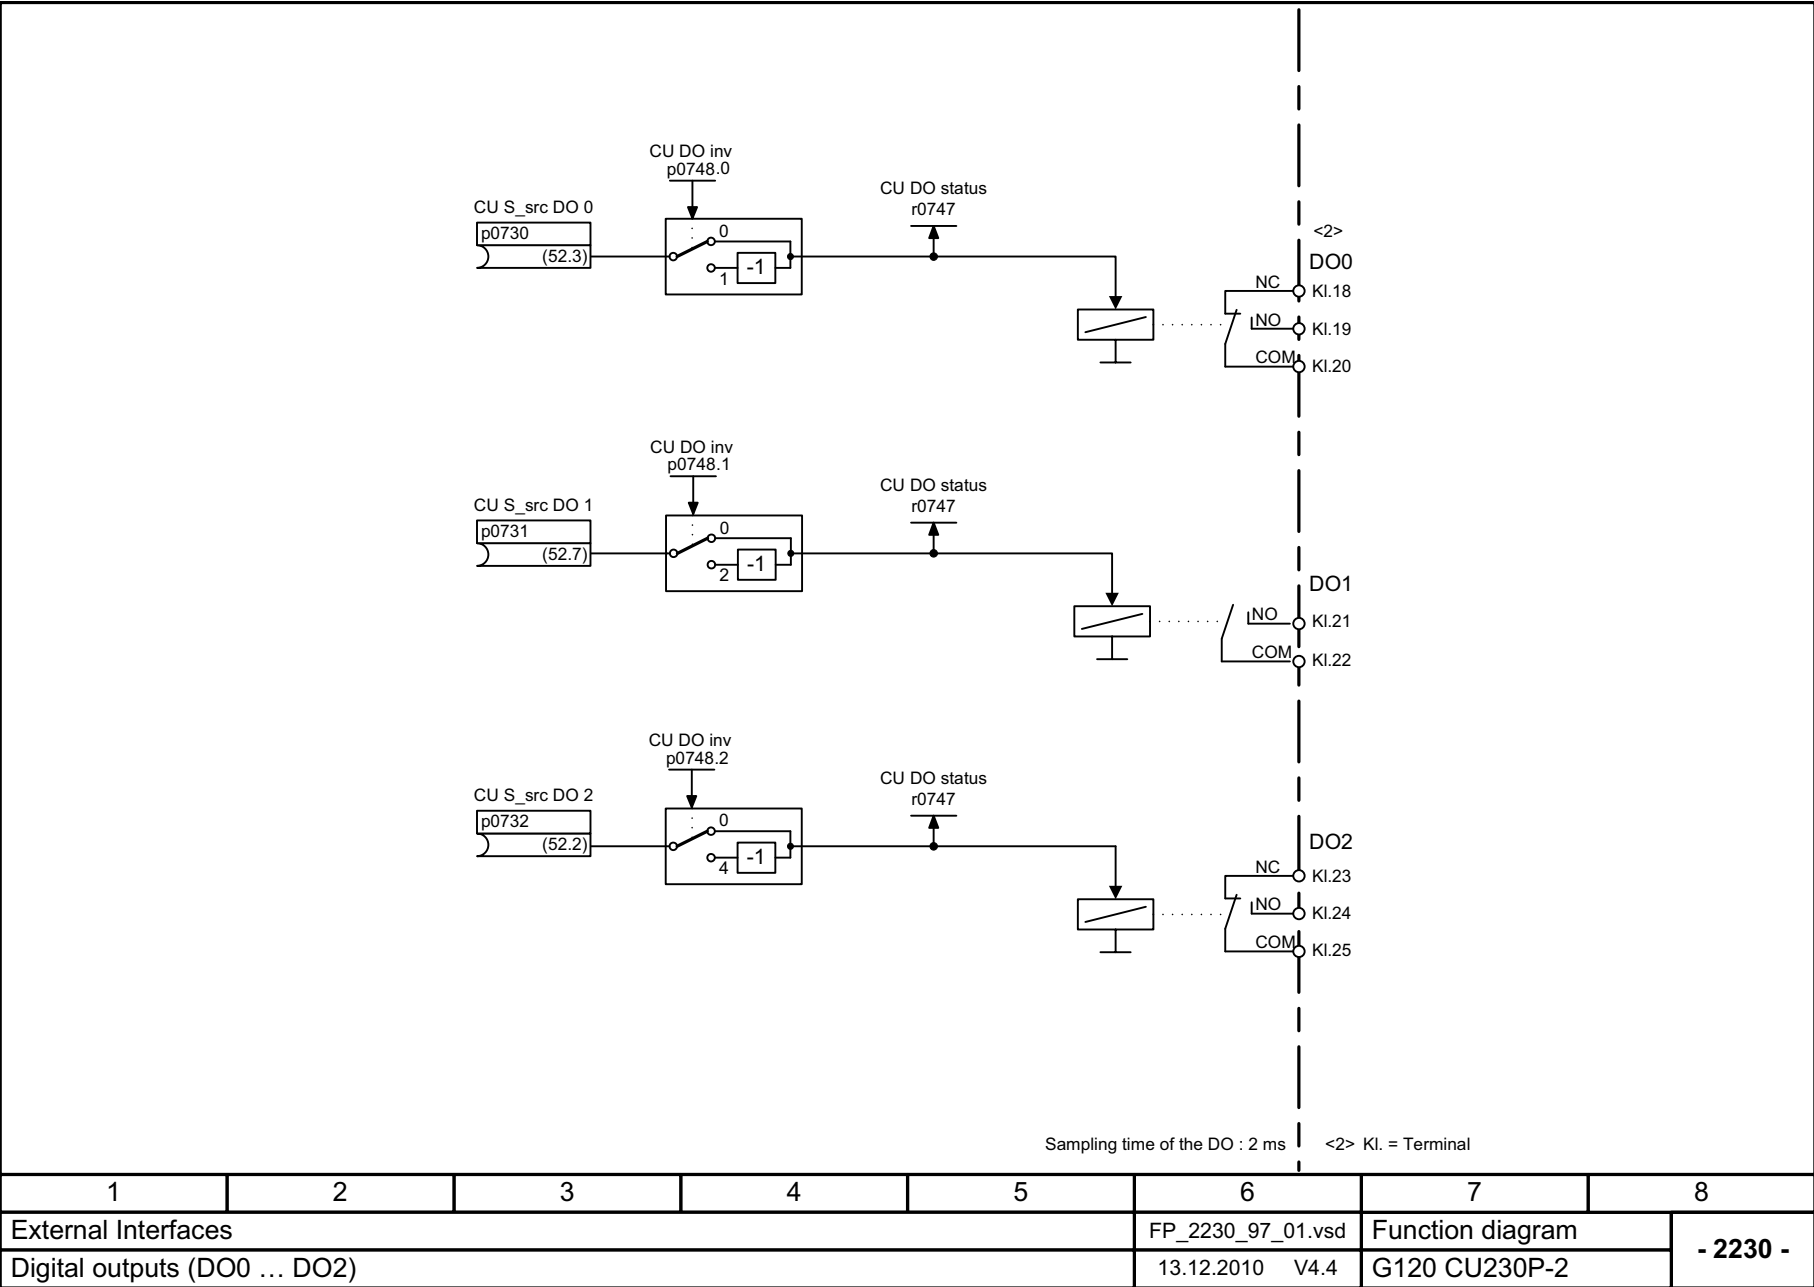 CU DO inv
p0748.0
CU S_src DO 0
p0730
(52.3)
0
1
-1
CU DO status
r0747
<2>
DO0
NC
Kl.18
NO
Kl.19
COM
Kl.20
CU DO inv
p0748.1
CU S_src DO 1
p0731
(52.7)
0
2
-1
CU DO status
r0747
DO1
NO
Kl.21
COM
Kl.22
CU DO inv
p0748.2
CU S_src DO 2
p0732
(52.2)
0
4
-1
CU DO status
r0747
DO2
NC
Kl.23
NO
Kl.24
COM
Kl.25
Sampling time of the DO : 2 ms
<2> Kl. = Terminal
1 2 3 4 5 6 7 8
External Interfaces
FP_2230_97_01.vsd
Function diagram
- 2230 -
Digital outputs (DO0 … DO2)
13.12.2010 V4.4
G120 CU230P-2